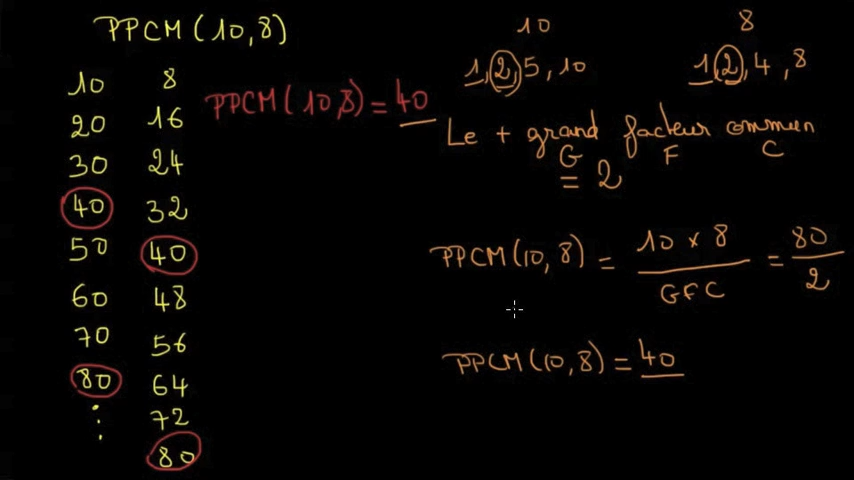 PPCM(10,8)
10 8
20 16
30 24
40 32
50 40
60 48
70 56
80 64
⋮ 72
80
PPCM(10,8) = 40
10 8
1, 2, 5, 10 1, 2, 4, 8
Le + grand facteur commun
G F C
= 2
PPCM(10,8) = 10 × 8 / GFC = 80 / 2
PPCM(10,8) = 40